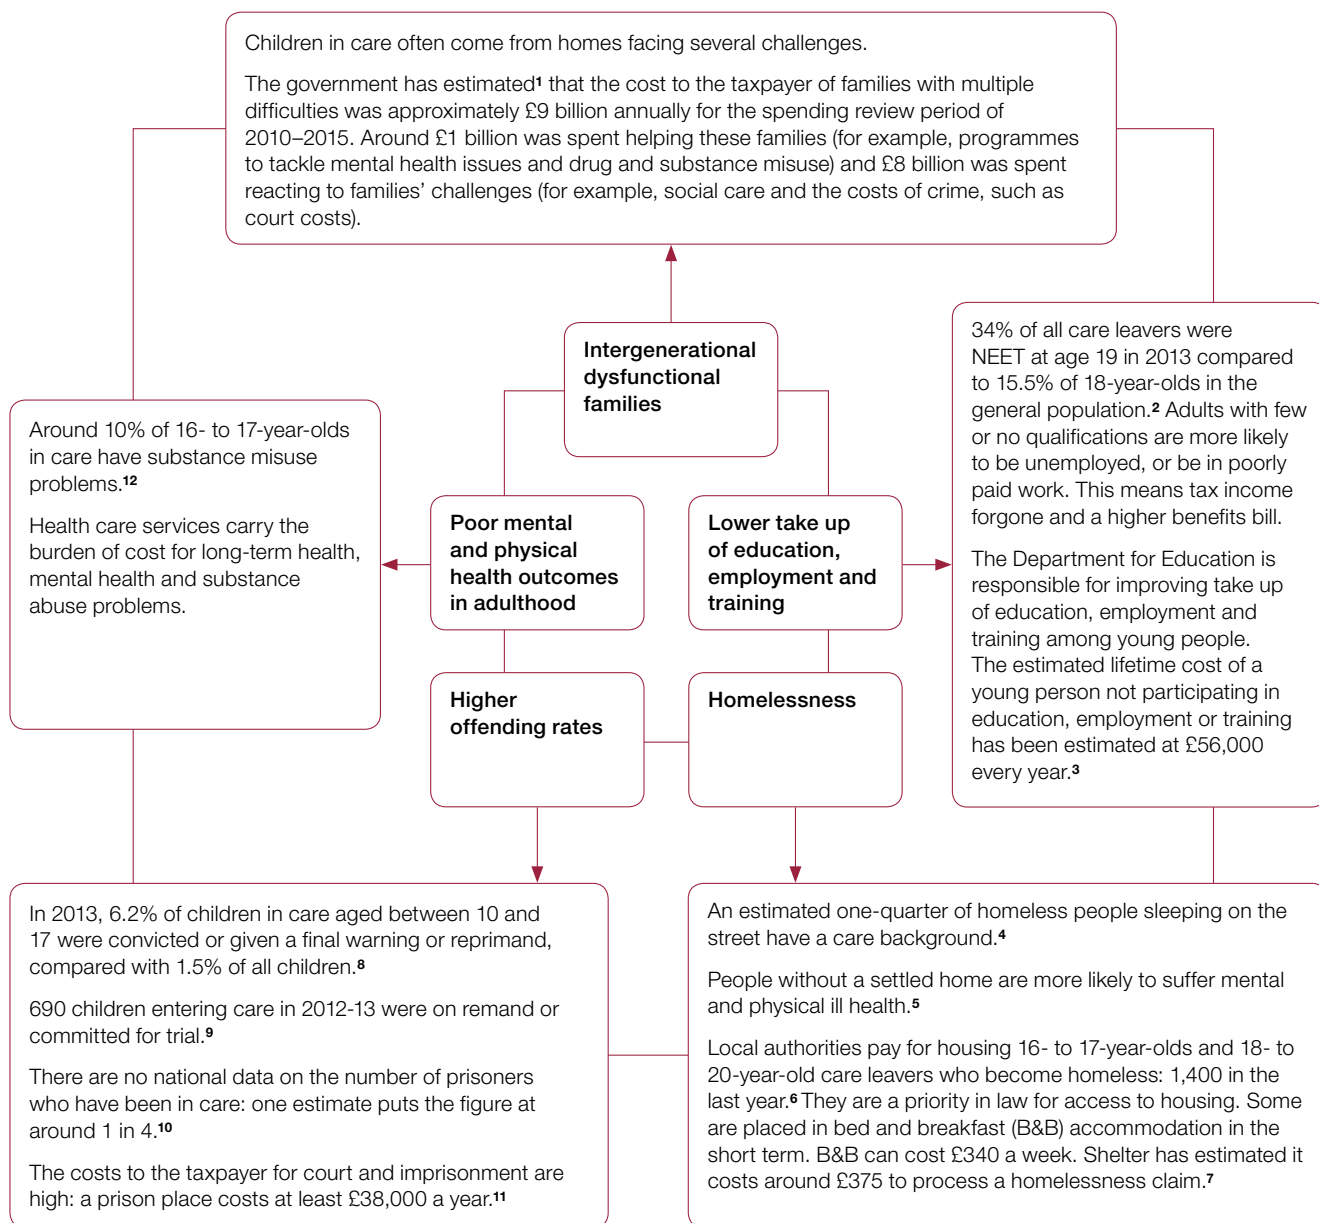 Children in care often come from homes facing several challenges.
The government has estimated¹ that the cost to the taxpayer of families with multiple
difficulties was approximately £9 billion annually for the spending review period of
2010–2015. Around £1 billion was spent helping these families (for example, programmes
to tackle mental health issues and drug and substance misuse) and £8 billion was spent
reacting to families’ challenges (for example, social care and the costs of crime, such as
court costs).
Intergenerational
dysfunctional
families
34% of all care leavers were
NEET at age 19 in 2013 compared
to 15.5% of 18-year-olds in the
general population.² Adults with few
or no qualifications are more likely
to be unemployed, or be in poorly
paid work. This means tax income
forgone and a higher benefits bill.
The Department for Education is
responsible for improving take up
of education, employment and
training among young people.
The estimated lifetime cost of a
young person not participating in
education, employment or training
has been estimated at £56,000
every year.³
Around 10% of 16- to 17-year-olds
in care have substance misuse
problems.¹²
Health care services carry the
burden of cost for long-term health,
mental health and substance
abuse problems.
Poor mental
and physical
health outcomes
in adulthood
Lower take up
of education,
employment and
training
Higher
offending rates
Homelessness
In 2013, 6.2% of children in care aged between 10 and
17 were convicted or given a final warning or reprimand,
compared with 1.5% of all children.⁸
690 children entering care in 2012-13 were on remand or
committed for trial.⁹
There are no national data on the number of prisoners
who have been in care: one estimate puts the figure at
around 1 in 4.¹⁰
The costs to the taxpayer for court and imprisonment are
high: a prison place costs at least £38,000 a year.¹¹
An estimated one-quarter of homeless people sleeping on the
street have a care background.⁴
People without a settled home are more likely to suffer mental
and physical ill health.⁵
Local authorities pay for housing 16- to 17-year-olds and 18- to
20-year-old care leavers who become homeless: 1,400 in the
last year.⁶ They are a priority in law for access to housing. Some
are placed in bed and breakfast (B&B) accommodation in the
short term. B&B can cost £340 a week. Shelter has estimated it
costs around £375 to process a homelessness claim.⁷